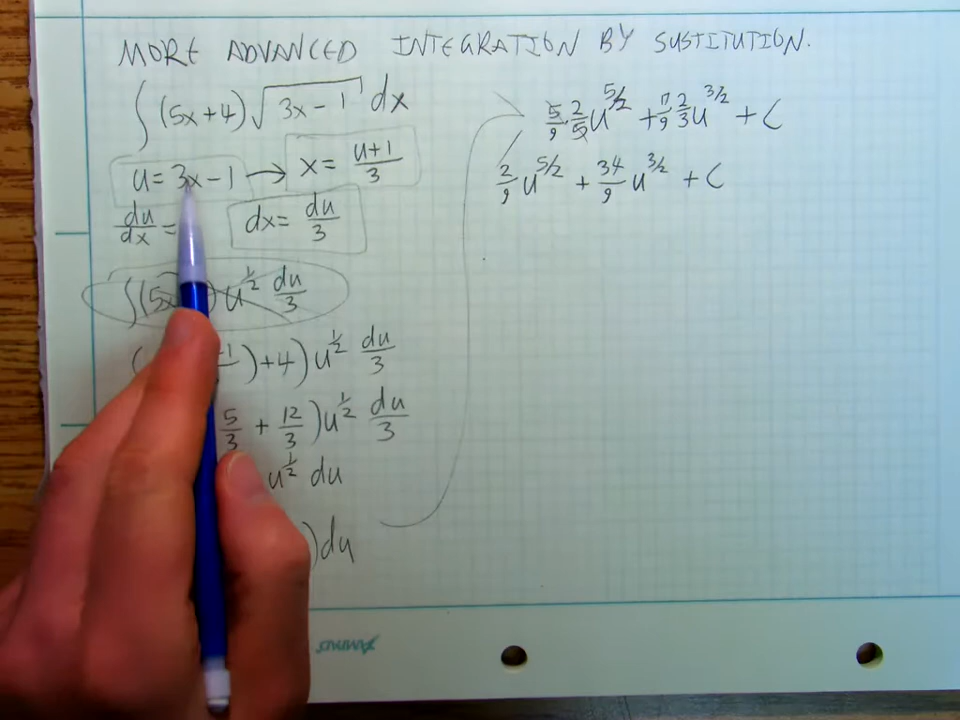 MORE ADVANCED INTEGRATION BY SUSTITUTION.
∫ (5x+4) √(3x-1) dx
u = 3x-1 → x = (u+1)/3
du/dx = dx = du/3
∫(5x u^(1/2) du/3
+4) u^(1/2) du/3
5/3 + 12/3) u^(1/2) du/3
u^(1/2) du
) du
5/9 · 2/5 u^(5/2) + 17/9 · 2/3 u^(3/2) + C
2/9 u^(5/2) + 34/9 u^(3/2) + C